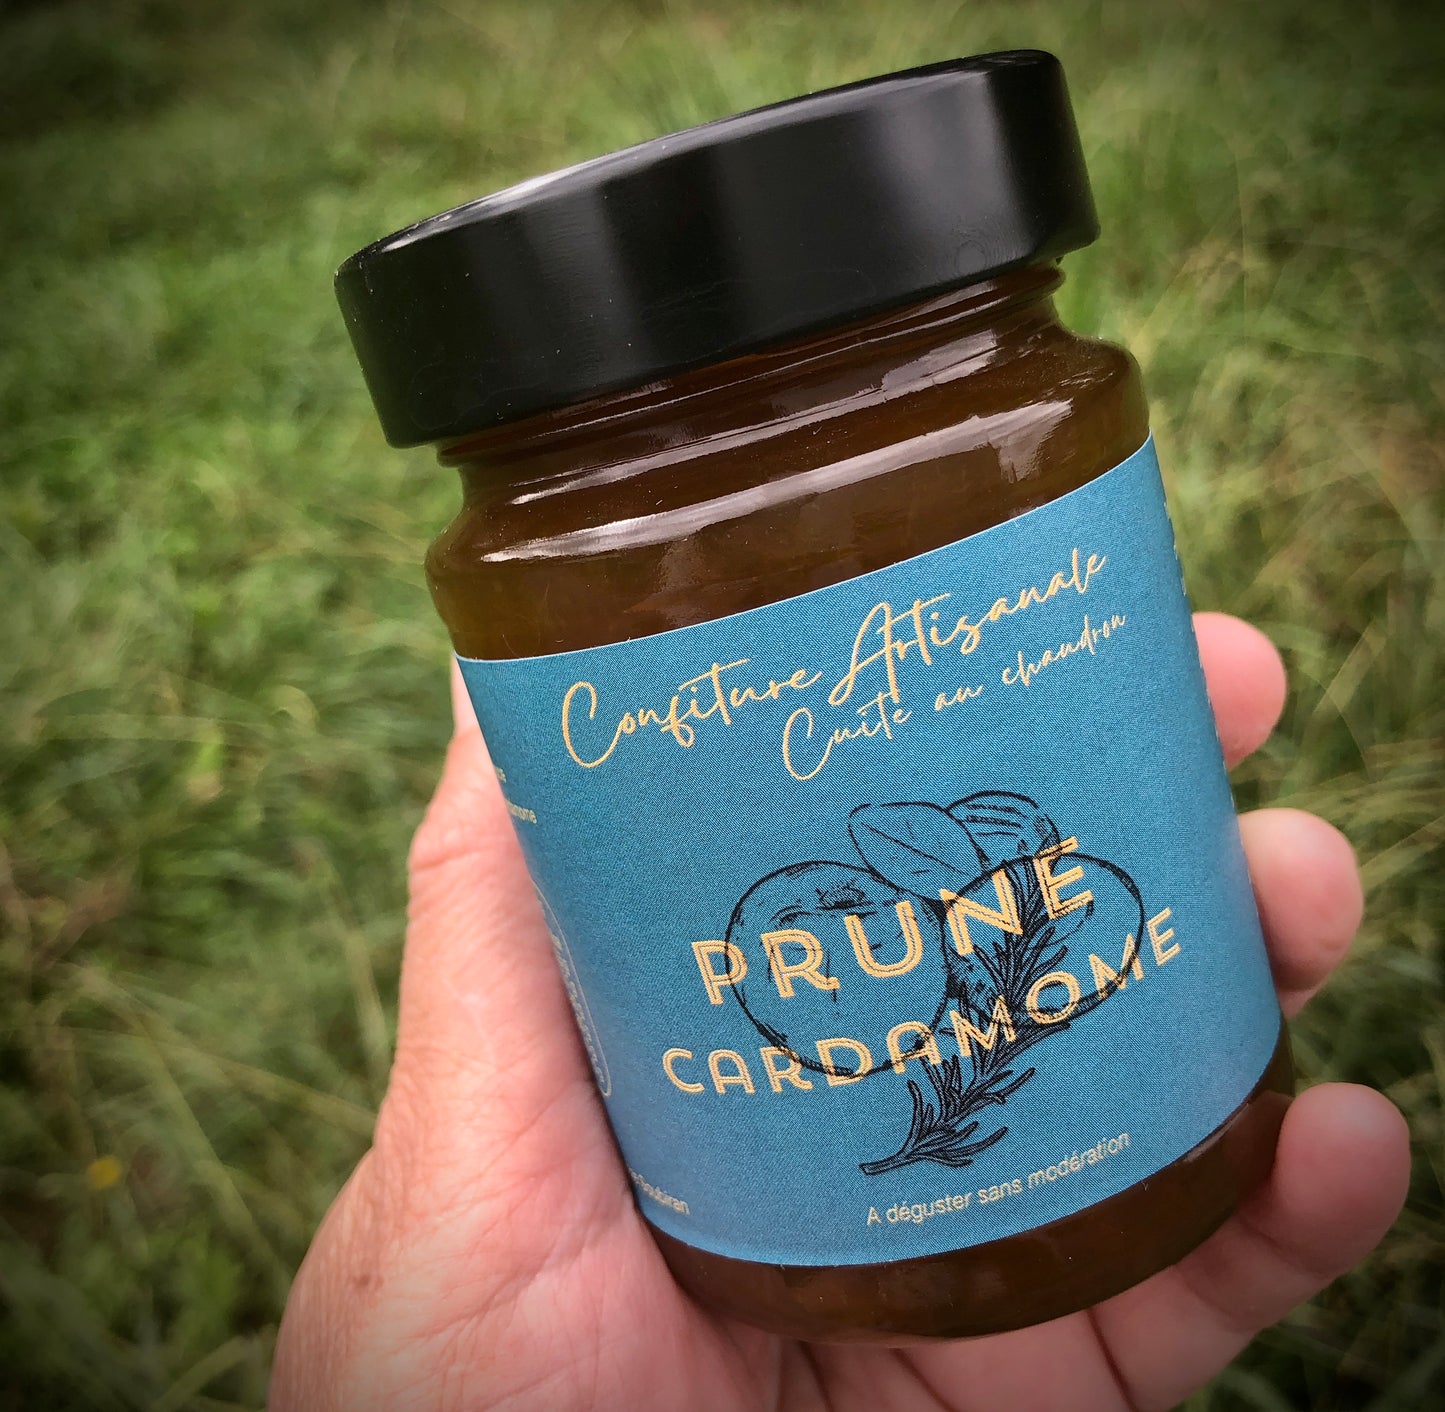 Confiture Artisanale
Cuite au chaudron
PRUNE
CARDAMOME
A déguster sans modération